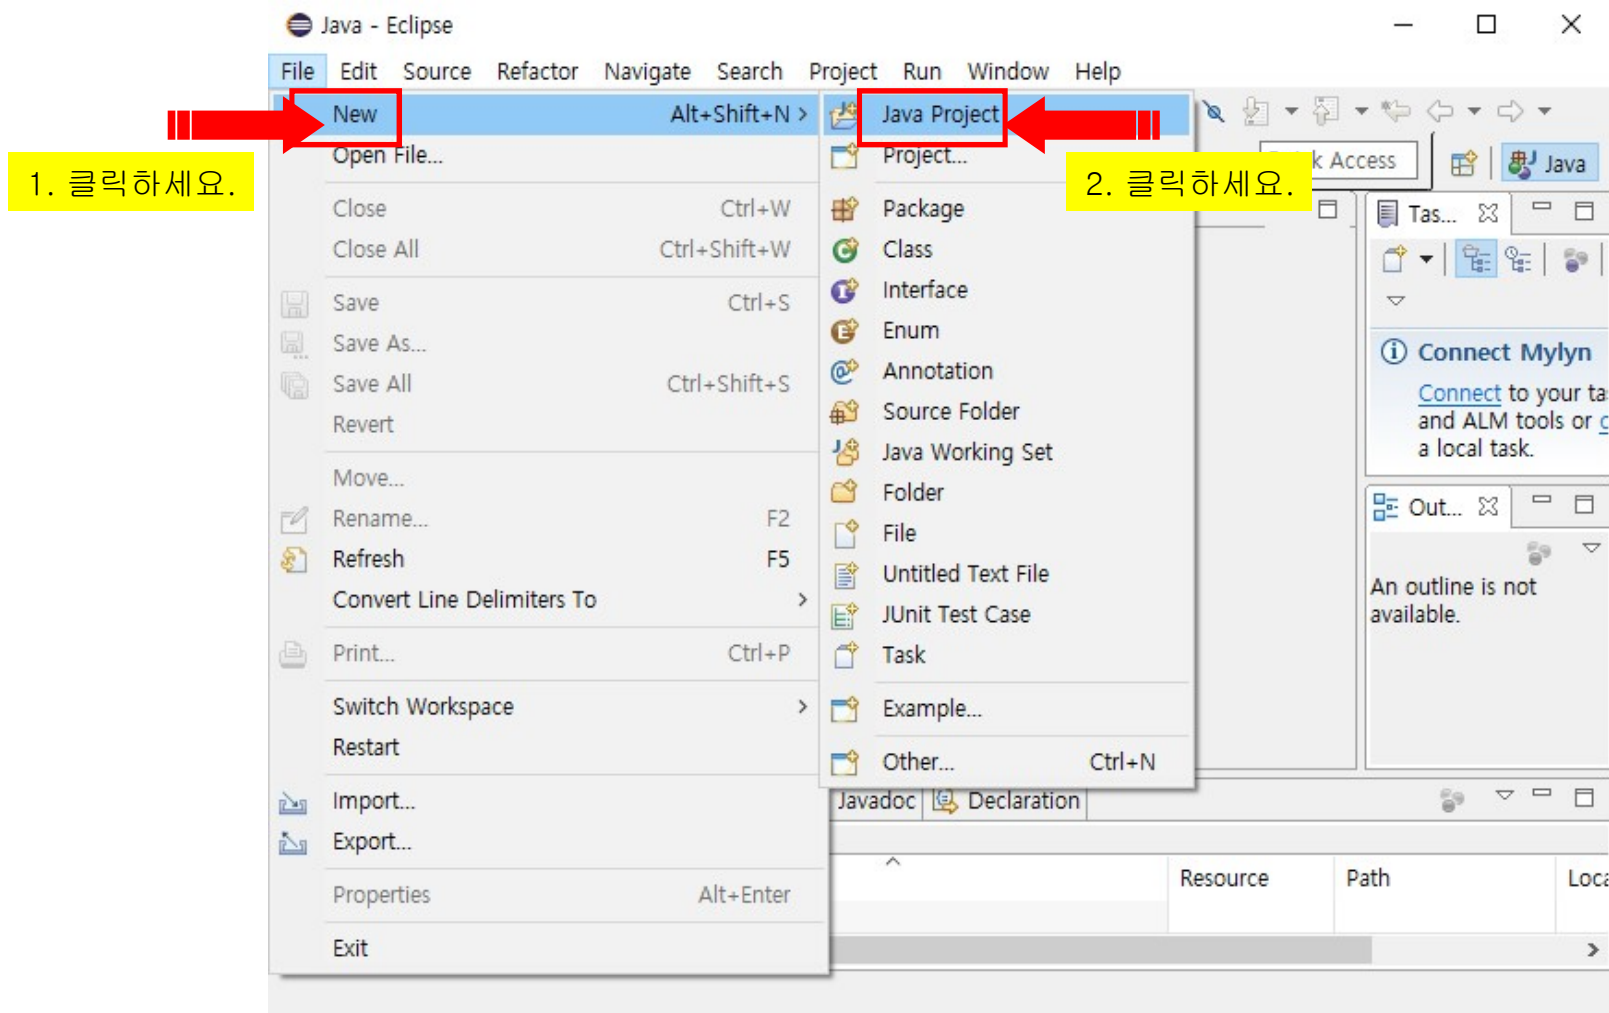 Java - Eclipse
File Edit Source Refactor Navigate Search Project Run Window Help
New Alt+Shift+N >
Open File...
Close Ctrl+W
Close All Ctrl+Shift+W
Save Ctrl+S
Save As...
Save All Ctrl+Shift+S
Revert
Move...
Rename... F2
Refresh F5
Convert Line Delimiters To >
Print... Ctrl+P
Switch Workspace >
Restart
Import...
Export...
Properties Alt+Enter
Exit
Java Project
Project...
Package
Class
Interface
Enum
Annotation
Source Folder
Java Working Set
Folder
File
Untitled Text File
JUnit Test Case
Task
Example...
Other... Ctrl+N
1. 클릭하세요.
2. 클릭하세요.
Access
Java
Tas...
Connect Mylyn
Connect to your
and ALM tools or
a local task.
Out...
An outline is not
available.
Javadoc Declaration
Resource Path